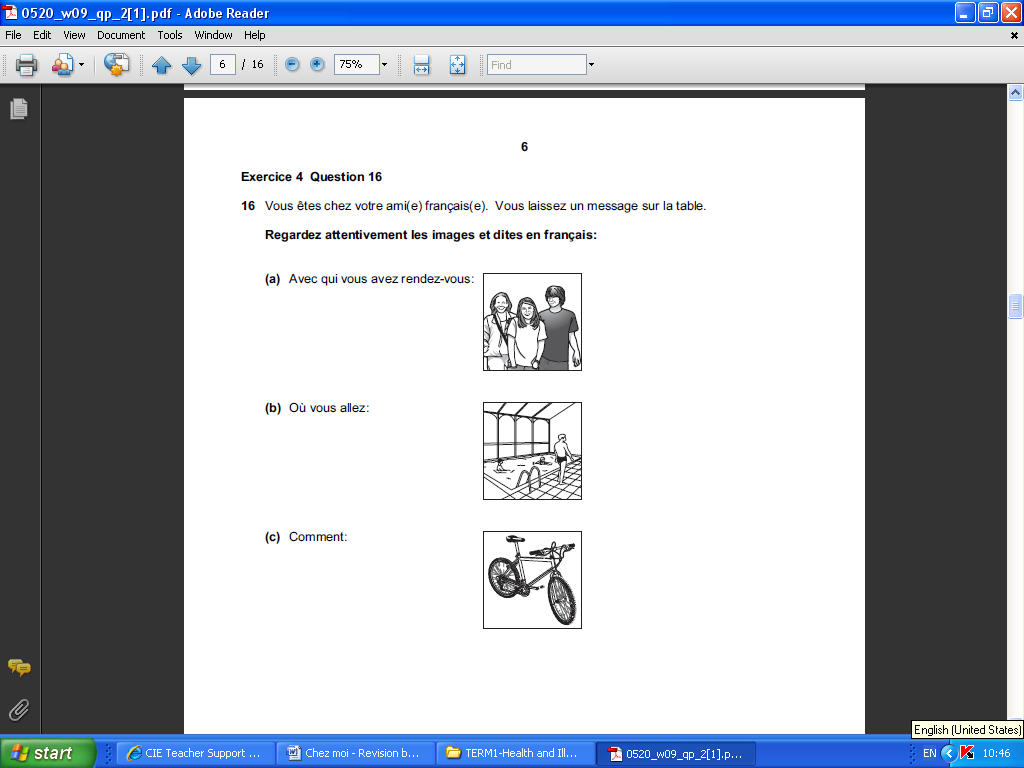 0520_w09_qp_2[1].pdf - Adobe Reader
File Edit View Document Tools Window Help
6 / 16 75% Find
6
Exercice 4 Question 16
16 Vous êtes chez votre ami(e) français(e). Vous laissez un message sur la table.
Regardez attentivement les images et dites en français:
(a) Avec qui vous avez rendez-vous:
(b) Où vous allez:
(c) Comment:
English (United States)
start CIE Teacher Support ... Chez moi - Revision b... TERM1-Health and Ill... 0520_w09_qp_2[1].p... EN 10:46